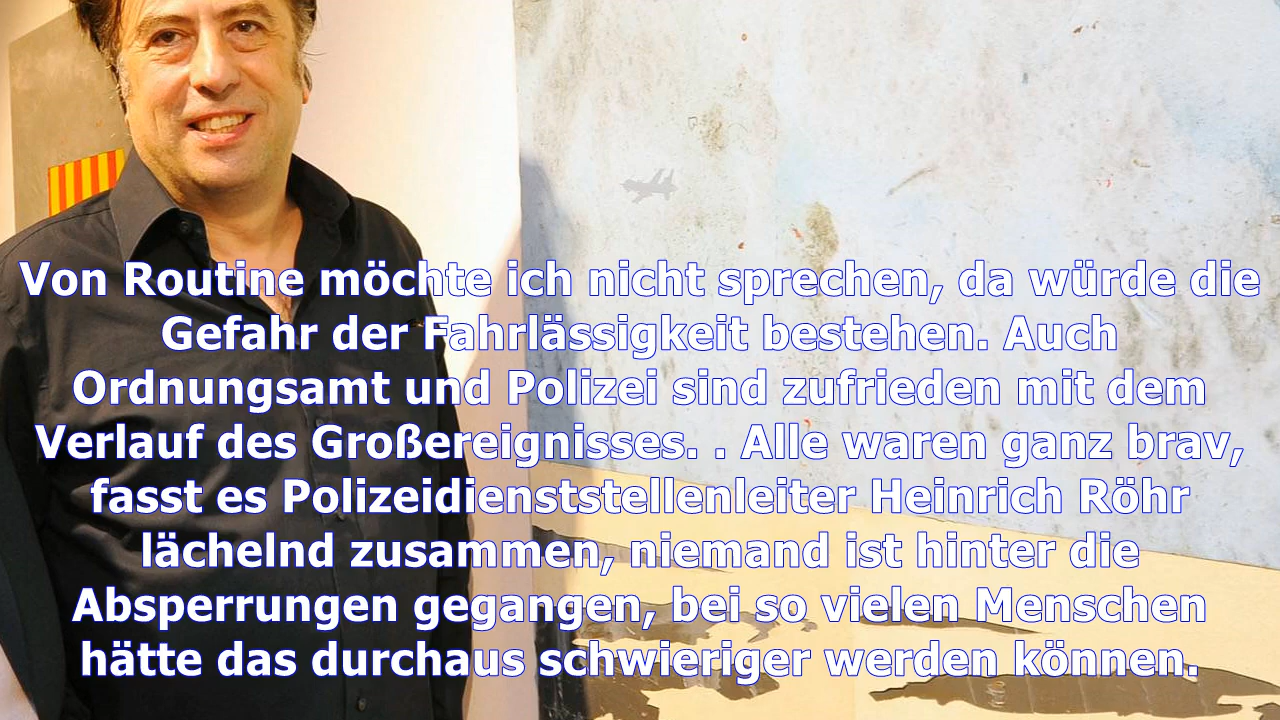 Von Routine möchte ich nicht sprechen, da würde die
Gefahr der Fahrlässigkeit bestehen. Auch
Ordnungsamt und Polizei sind zufrieden mit dem
Verlauf des Großereignisses. . Alle waren ganz brav,
fasst es Polizeidienststellenleiter Heinrich Röhr
lächelnd zusammen, niemand ist hinter die
Absperrungen gegangen, bei so vielen Menschen
hätte das durchaus schwieriger werden können.